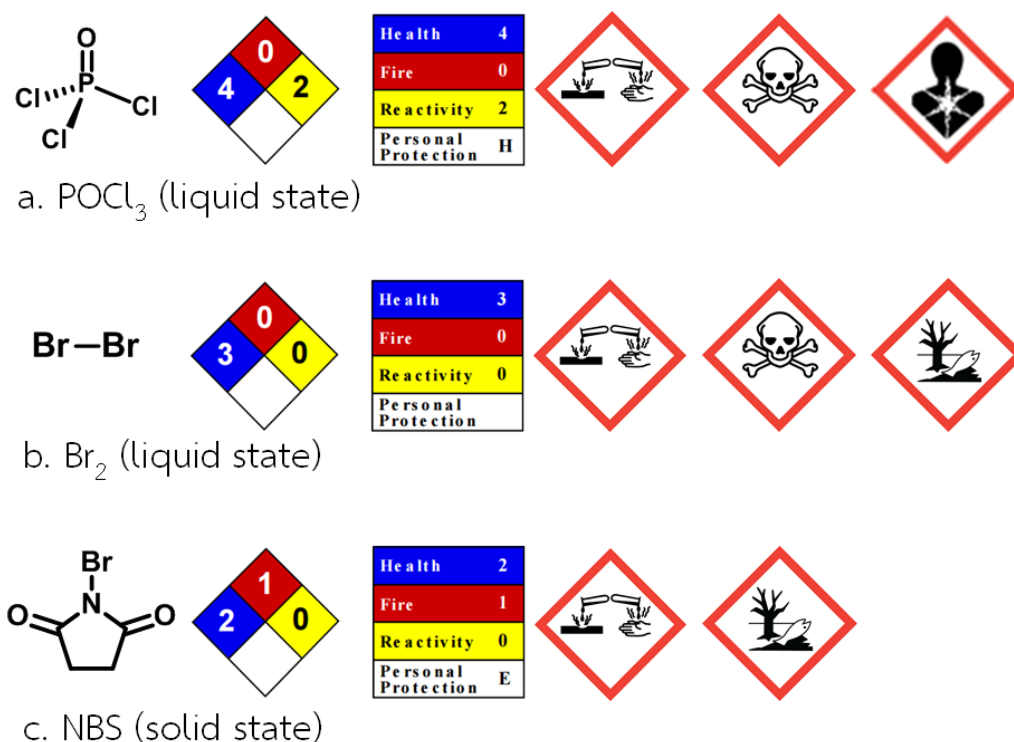 O
P
Cl
Cl
Cl
0
4
2
Health 4
Fire 0
Reactivity 2
Personal
Protection H
a. POCl₃ (liquid state)
Br–Br
0
3
0
Health 3
Fire 0
Reactivity 0
Personal
Protection
b. Br₂ (liquid state)
Br
N
O
O
1
2
0
Health 2
Fire 1
Reactivity 0
Personal
Protection E
c. NBS (solid state)